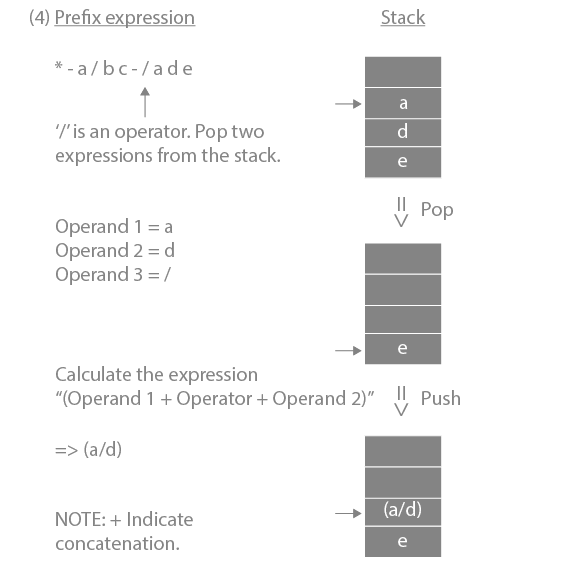 (4) Prefix expression
Stack
* - a / b c - / a d e
'/' is an operator. Pop two
expressions from the stack.
a
d
e
Pop
Operand 1 = a
Operand 2 = d
Operand 3 = /
e
Calculate the expression
"(Operand 1 + Operator + Operand 2)"
Push
=> (a/d)
NOTE: + Indicate
concatenation.
(a/d)
e